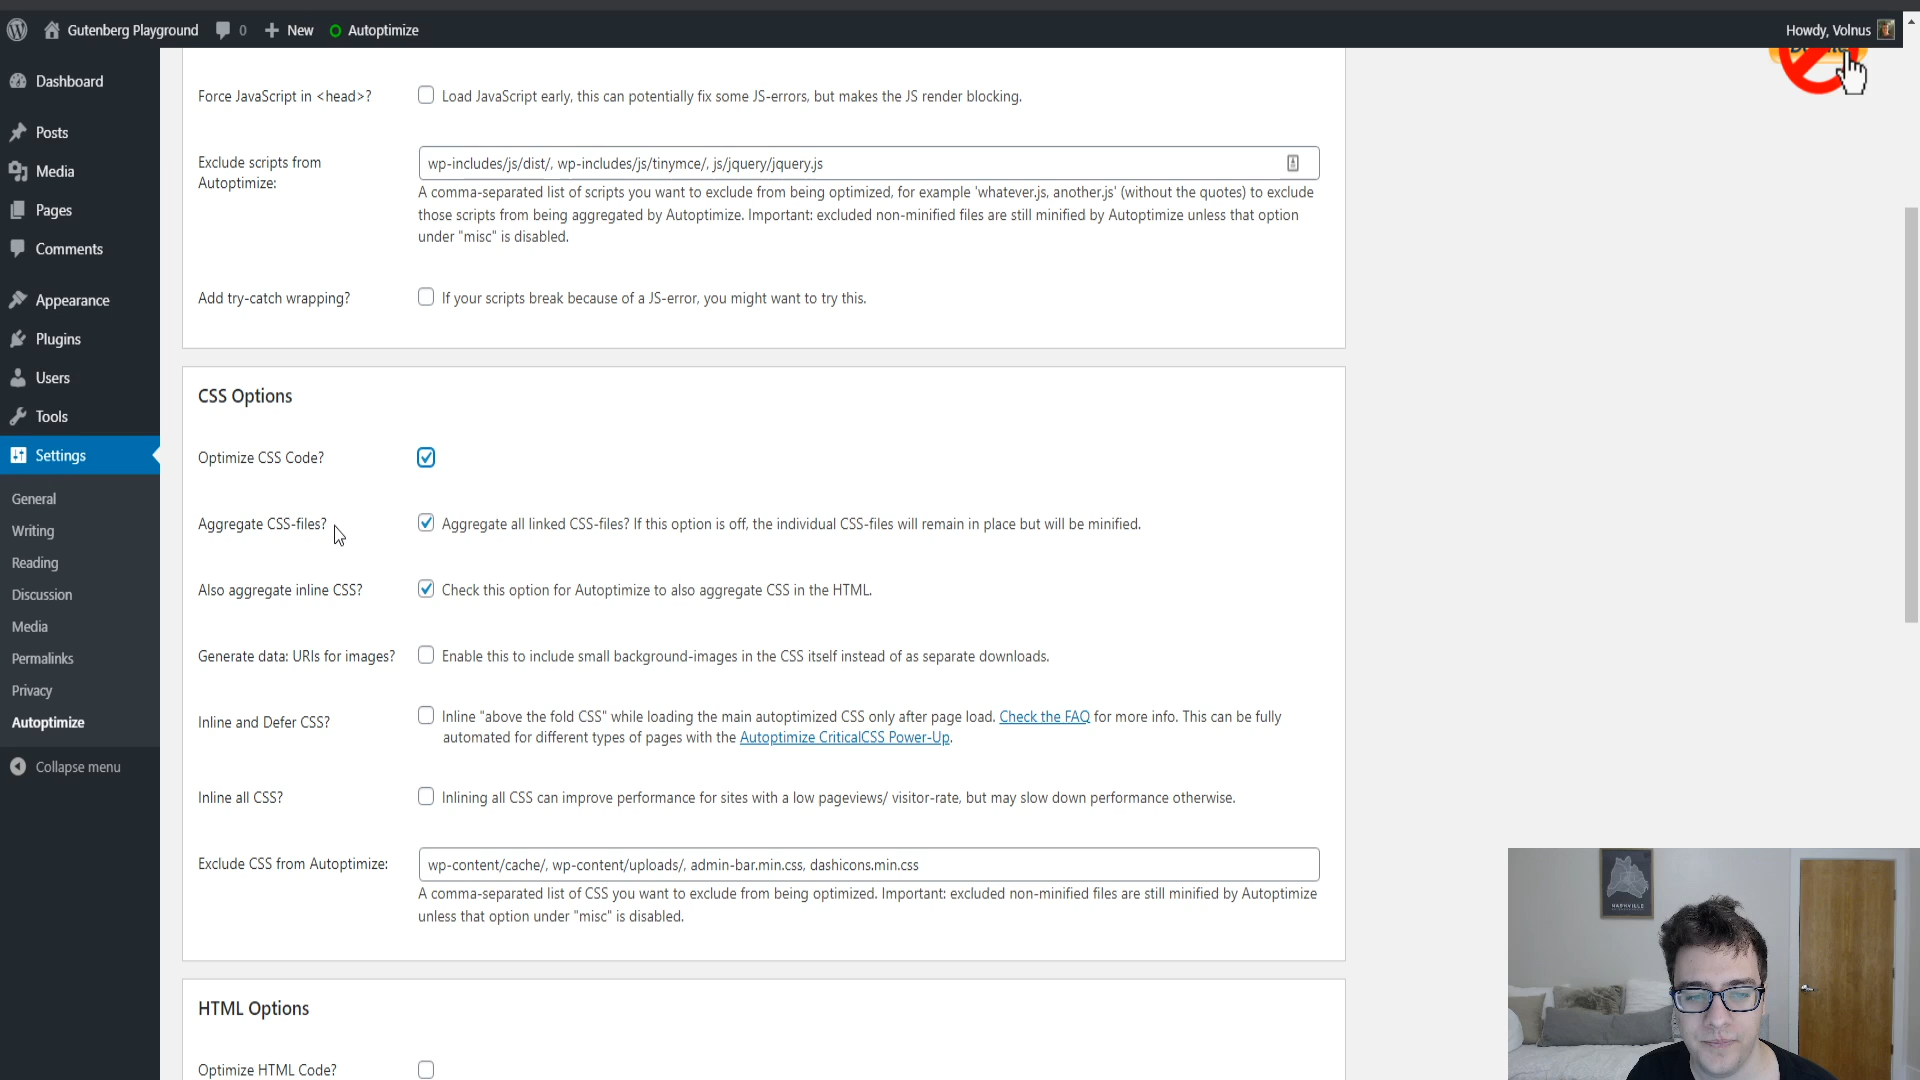 Gutenberg Playground 0 New Autoptimize Howdy, Volnus
Dashboard
Posts
Media
Pages
Comments
Appearance
Plugins
Users
Tools
Settings
General
Writing
Reading
Discussion
Media
Permalinks
Privacy
Autoptimize
Collapse menu
Force JavaScript in <head>? Load JavaScript early, this can potentially fix some JS-errors, but makes the JS render blocking.
Exclude scripts from
Autoptimize:
wp-includes/js/dist/, wp-includes/js/tinymce/, js/jquery/jquery.js
A comma-separated list of scripts you want to exclude from being optimized, for example 'whatever.js, another.js' (without the quotes) to exclude
those scripts from being aggregated by Autoptimize. Important: excluded non-minified files are still minified by Autoptimize unless that option
under "misc" is disabled.
Add try-catch wrapping? If your scripts break because of a JS-error, you might want to try this.
CSS Options
Optimize CSS Code?
Aggregate CSS-files? Aggregate all linked CSS-files? If this option is off, the individual CSS-files will remain in place but will be minified.
Also aggregate inline CSS? Check this option for Autoptimize to also aggregate CSS in the HTML.
Generate data: URIs for images? Enable this to include small background-images in the CSS itself instead of as separate downloads.
Inline and Defer CSS? Inline "above the fold CSS" while loading the main autoptimized CSS only after page load. Check the FAQ for more info. This can be fully
automated for different types of pages with the Autoptimize CriticalCSS Power-Up.
Inline all CSS? Inlining all CSS can improve performance for sites with a low pageviews/ visitor-rate, but may slow down performance otherwise.
Exclude CSS from Autoptimize: wp-content/cache/, wp-content/uploads/, admin-bar.min.css, dashicons.min.css
A comma-separated list of CSS you want to exclude from being optimized. Important: excluded non-minified files are still minified by Autoptimize
unless that option under "misc" is disabled.
HTML Options
Optimize HTML Code?
NASHVILLE